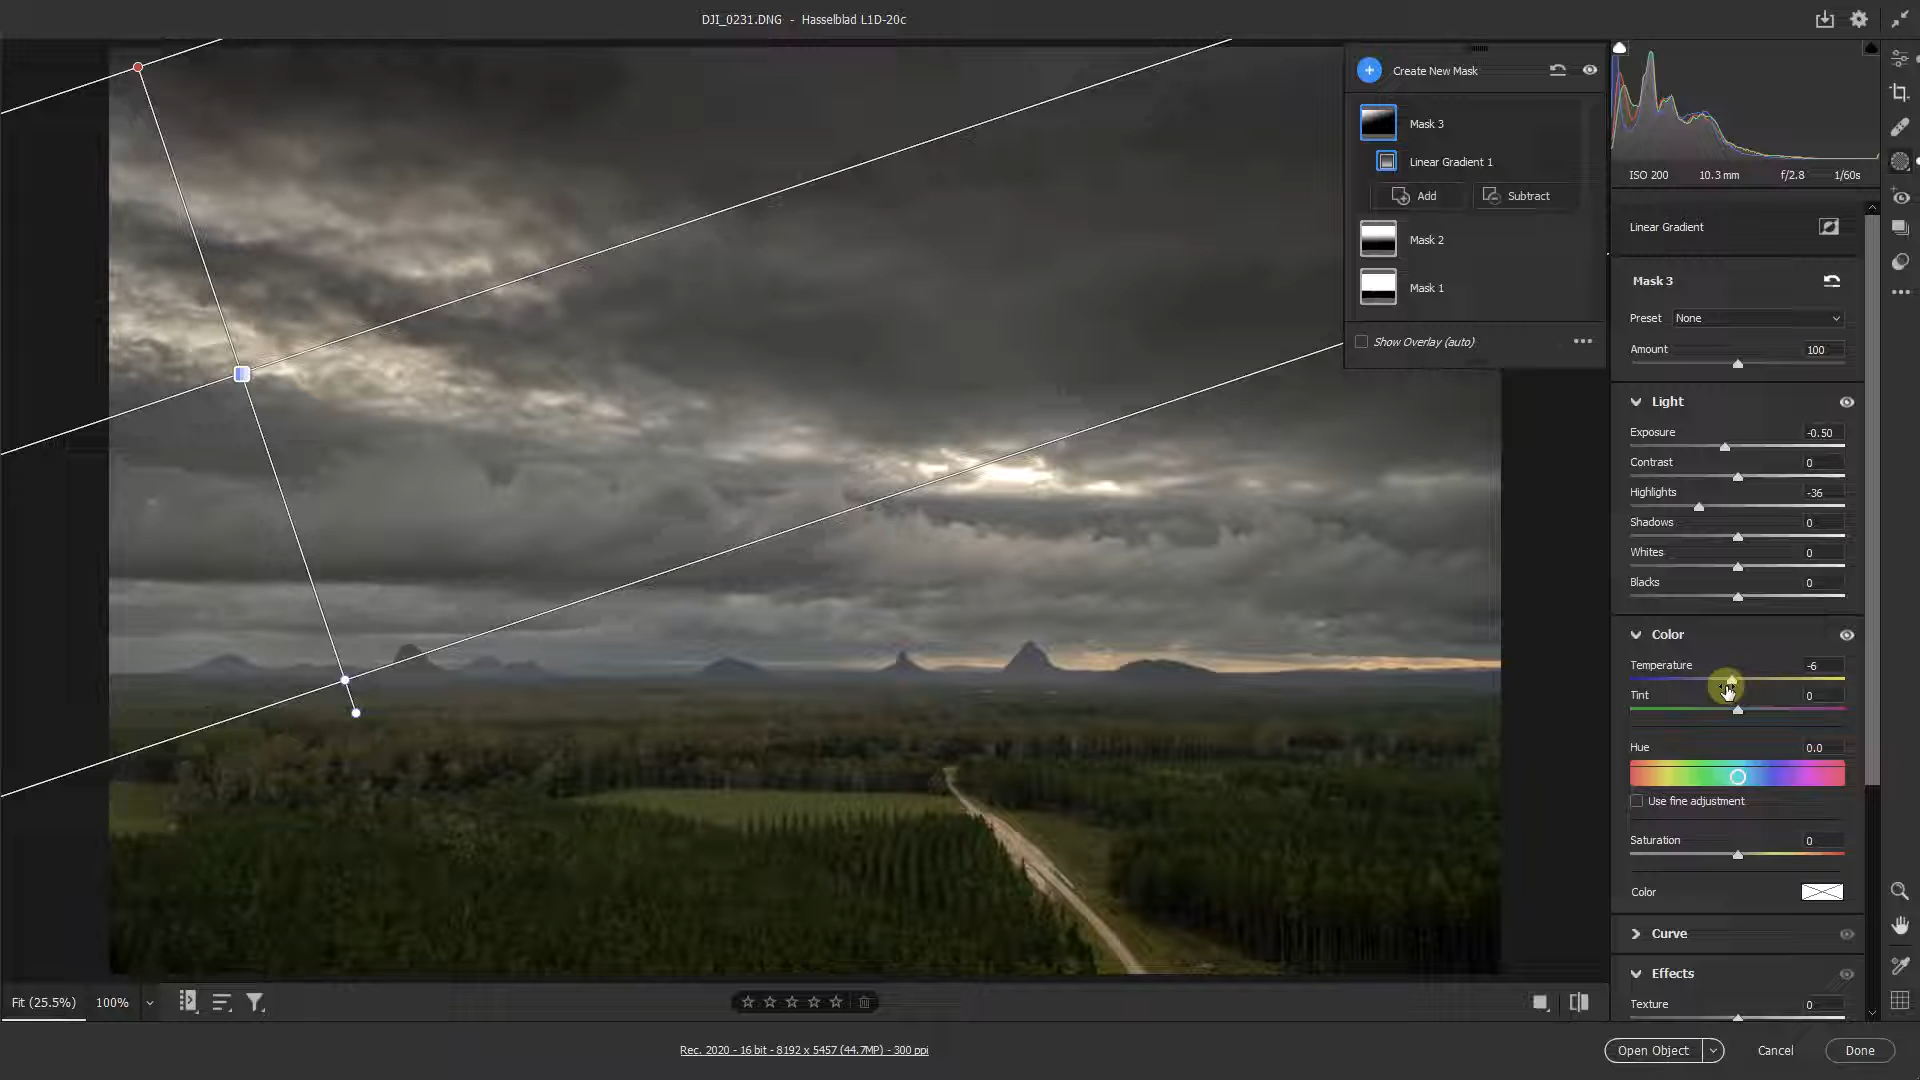 DJI_0231.DNG - Hasselblad L1D-20c
Create New Mask
Mask 3
Linear Gradient 1
Add Subtract
Mask 2
Mask 1
Show Overlay (auto)
ISO 200 10.3 mm f/2.8 1/60s
Linear Gradient
Mask 3
Preset None
Amount 100
Light
Exposure -0.50
Contrast 0
Highlights -36
Shadows 0
Whites 0
Blacks 0
Color
Temperature -6
Tint 0
Hue 0.0
Use fine adjustment
Saturation 0
Color
Curve
Effects
Texture 0
Fit (25.5%) 100%
Rec. 2020 - 16 bit - 8192 x 5457 (44.7MP) - 300 ppi
Open Object Cancel Done